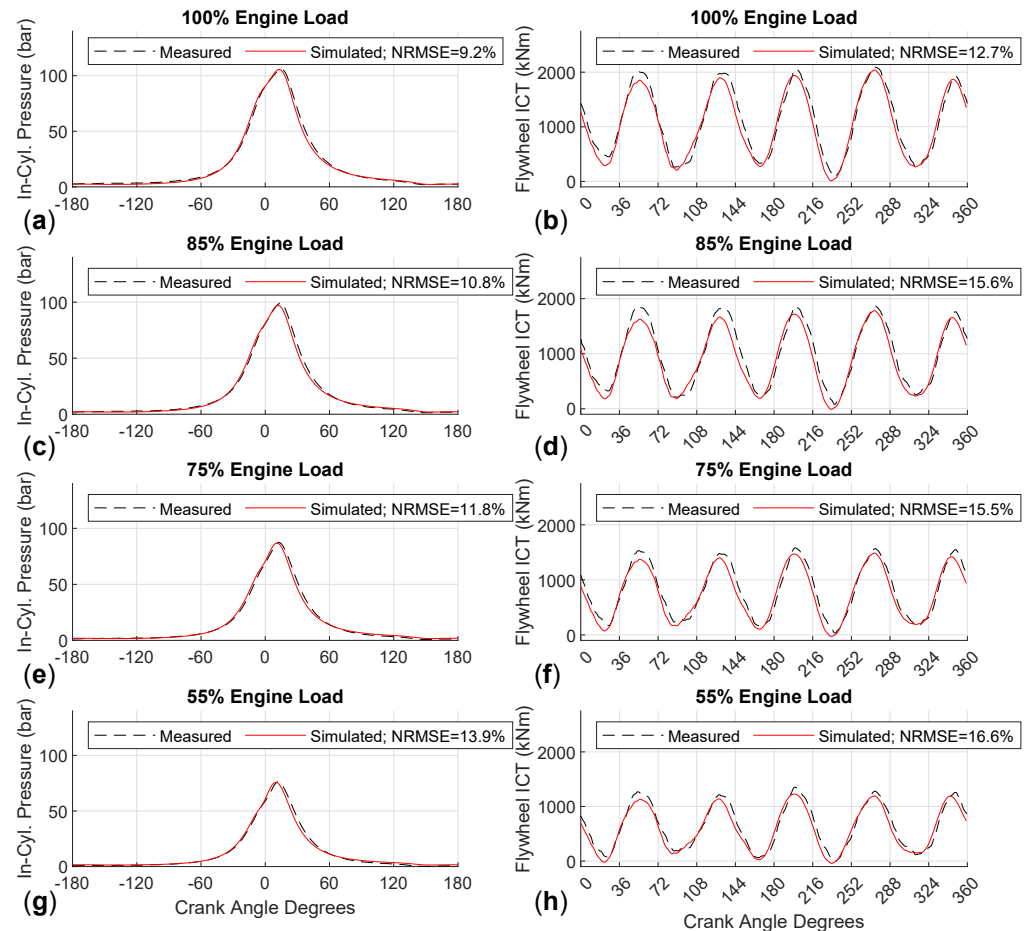 100% Engine Load
In-Cyl. Pressure (bar)
Measured
Simulated; NRMSE=9.2%
100
50
0
-180 -120 -60 0 60 120 180
(a)
100% Engine Load
Flywheel ICT (kNm)
Measured
Simulated; NRMSE=12.7%
2000
1000
0
0 36 72 108 144 180 216 252 288 324 360
(b)
85% Engine Load
In-Cyl. Pressure (bar)
Measured
Simulated; NRMSE=10.8%
100
50
0
-180 -120 -60 0 60 120 180
(c)
85% Engine Load
Flywheel ICT (kNm)
Measured
Simulated; NRMSE=15.6%
2000
1000
0
0 36 72 108 144 180 216 252 288 324 360
(d)
75% Engine Load
In-Cyl. Pressure (bar)
Measured
Simulated; NRMSE=11.8%
100
50
0
-180 -120 -60 0 60 120 180
(e)
75% Engine Load
Flywheel ICT (kNm)
Measured
Simulated; NRMSE=15.5%
2000
1000
0
0 36 72 108 144 180 216 252 288 324 360
(f)
55% Engine Load
In-Cyl. Pressure (bar)
Measured
Simulated; NRMSE=13.9%
100
50
0
-180 -120 -60 0 60 120 180
(g)
Crank Angle Degrees
55% Engine Load
Flywheel ICT (kNm)
Measured
Simulated; NRMSE=16.6%
2000
1000
0
0 36 72 108 144 180 216 252 288 324 360
(h)
Crank Angle Degrees